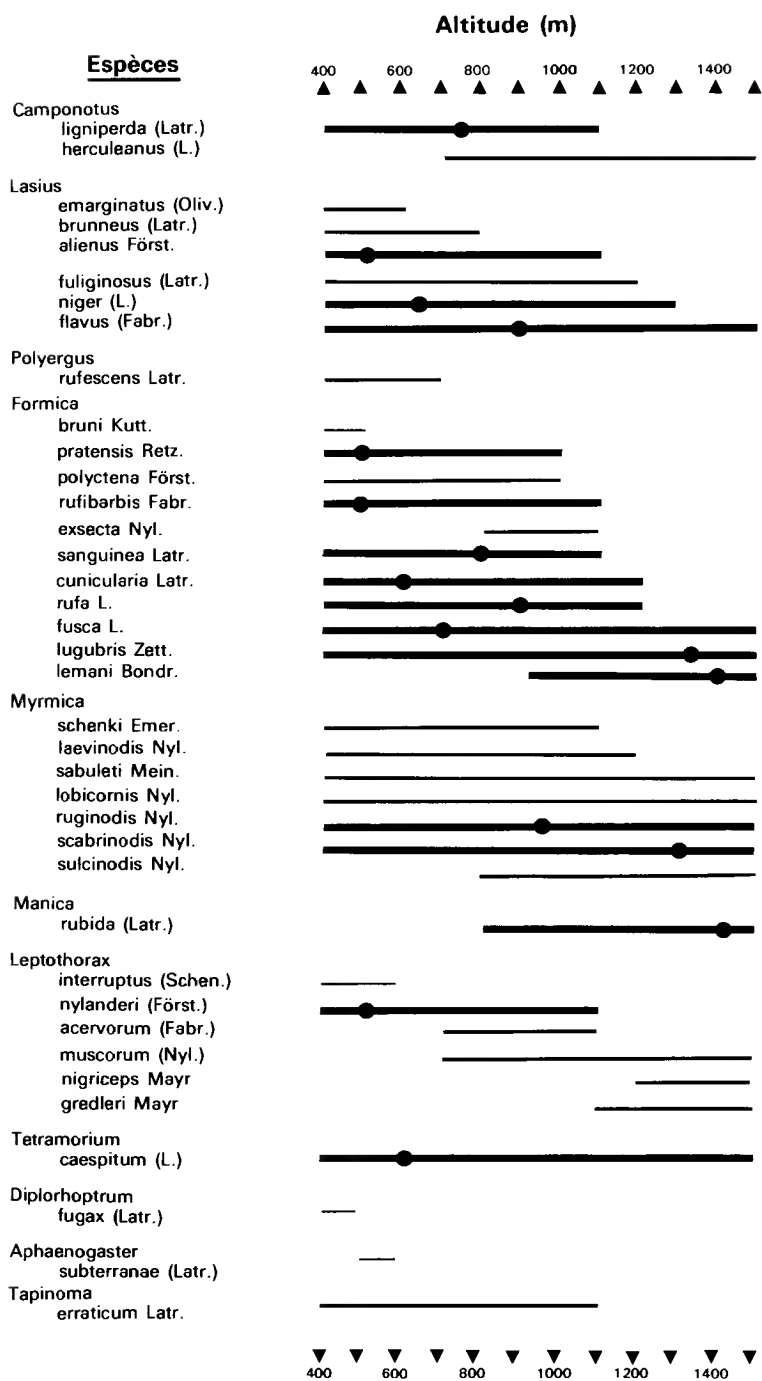 Altitude (m)
Espèces
400 600 800 1000 1200 1400
Camponotus
ligniperda (Latr.)
herculeanus (L.)
Lasius
emarginatus (Oliv.)
brunneus (Latr.)
alienus Först.
fuliginosus (Latr.)
niger (L.)
flavus (Fabr.)
Polyergus
rufescens Latr.
Formica
bruni Kutt.
pratensis Retz.
polyctena Först.
rufibarbis Fabr.
exsecta Nyl.
sanguinea Latr.
cunicularia Latr.
rufa L.
fusca L.
lugubris Zett.
lemani Bondr.
Myrmica
schenki Emer.
laevinodis Nyl.
sabuleti Mein.
lobicornis Nyl.
ruginodis Nyl.
scabrinodis Nyl.
sulcinodis Nyl.
Manica
rubida (Latr.)
Leptothorax
interruptus (Schen.)
nylanderi (Först.)
acervorum (Fabr.)
muscorum (Nyl.)
nigriceps Mayr
gredleri Mayr
Tetramorium
caespitum (L.)
Diplorhoptrum
fugax (Latr.)
Aphaenogaster
subterranae (Latr.)
Tapinoma
erraticum Latr.
400 600 800 1000 1200 1400